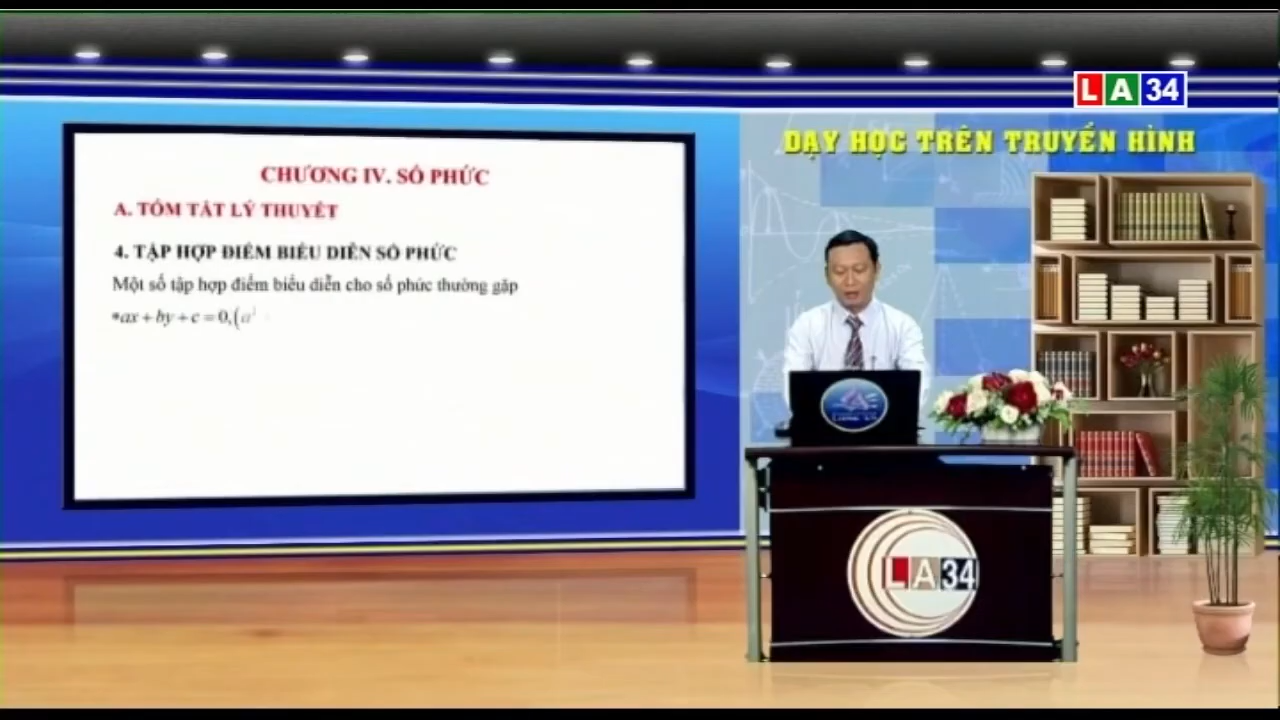 LA34
DẠY HỌC TRÊN TRUYỀN HÌNH
CHƯƠNG IV. SỐ PHỨC
A. TÓM TẮT LÝ THUYẾT
4. TẬP HỢP ĐIỂM BIỂU DIỄN SỐ PHỨC
Một số tập hợp điểm biểu diễn cho số phức thường gặp
*ax + by + c = 0, (a²
LA34